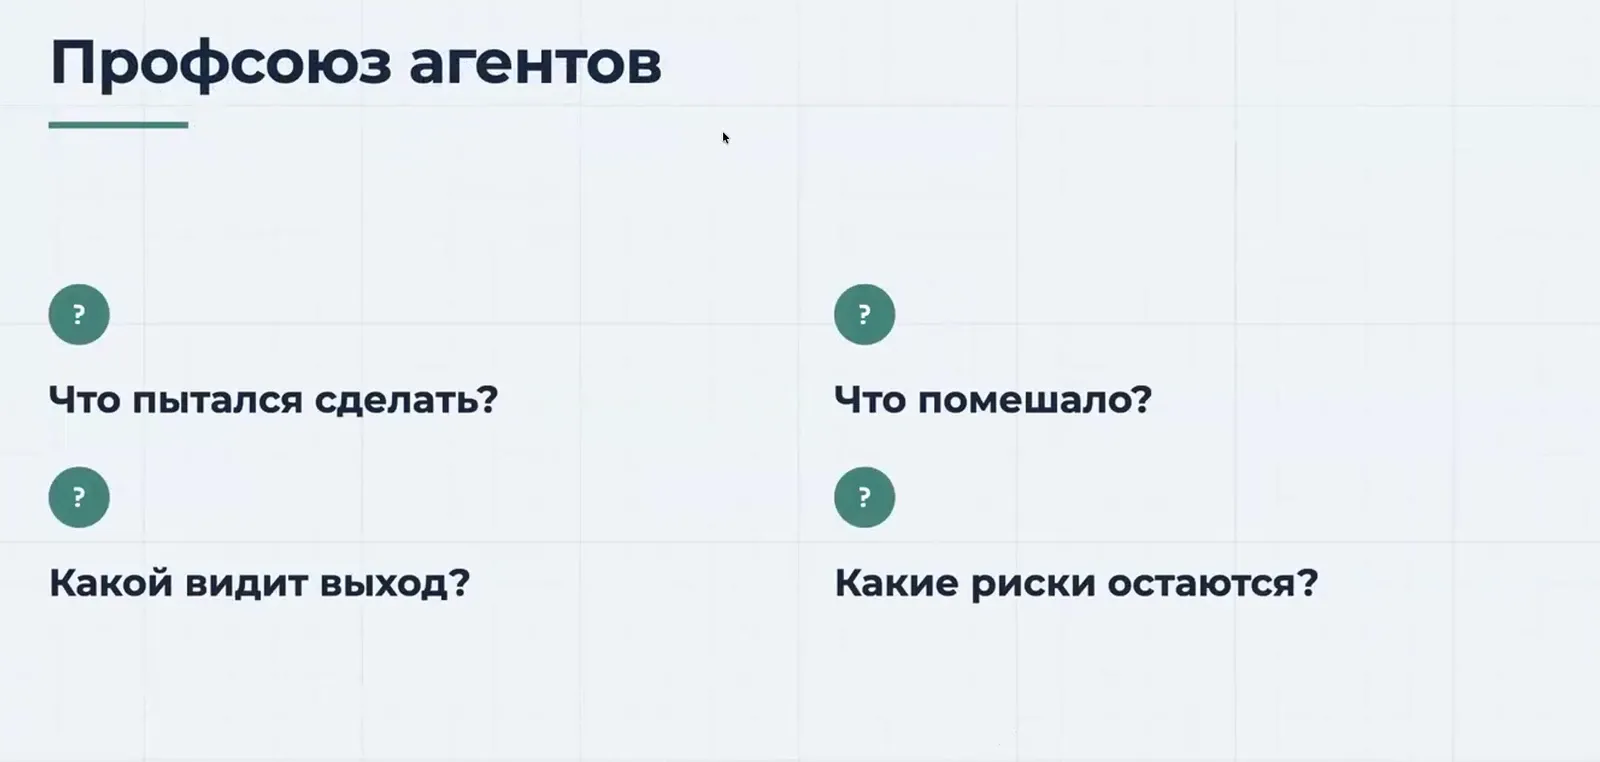 Профсоюз агентов
?
?
Что пытался сделать?
Что помешало?
?
?
Какой видит выход?
Какие риски остаются?